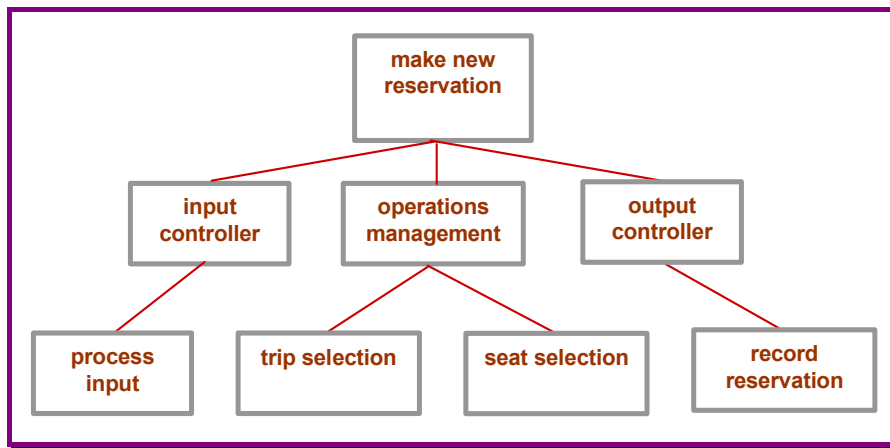 make new
reservation
input
controller
operations
management
output
controller
process
input
trip selection
seat selection
record
reservation